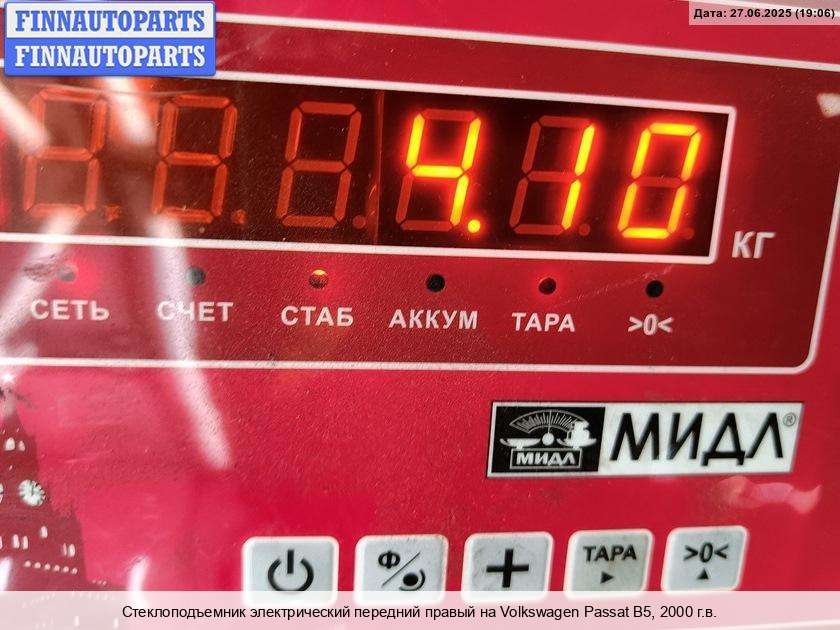 FINNAUTOPARTS
FINNAUTOPARTS
Дата: 27.06.2025 (19:06)
4.10
КГ
СЕТЬ СЧЕТ СТАБ АККУМ ТАРА >0<
МИДЛ МИДЛ®
Ф ТАРА >0<
Стеклоподъемник электрический передний правый на Volkswagen Passat B5, 2000 г.в.